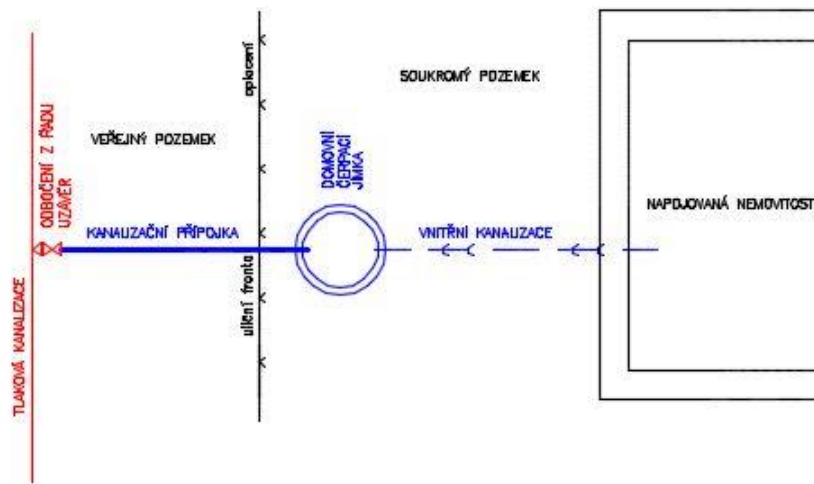 oplocení
SOUKROMÝ POZEMEK
VEŘEJNÝ POZEMEK
ODBOČENÍ Z ŘADU
UZÁVĚR
DOMOVNÍ
ČERPACÍ
JÍMKA
NAPOJOVANÁ NEMOVITOST
KANALIZAČNÍ PŘÍPOJKA
VNITŘNÍ KANALIZACE
uliční fronta
TLAKOVÁ KANALIZACE